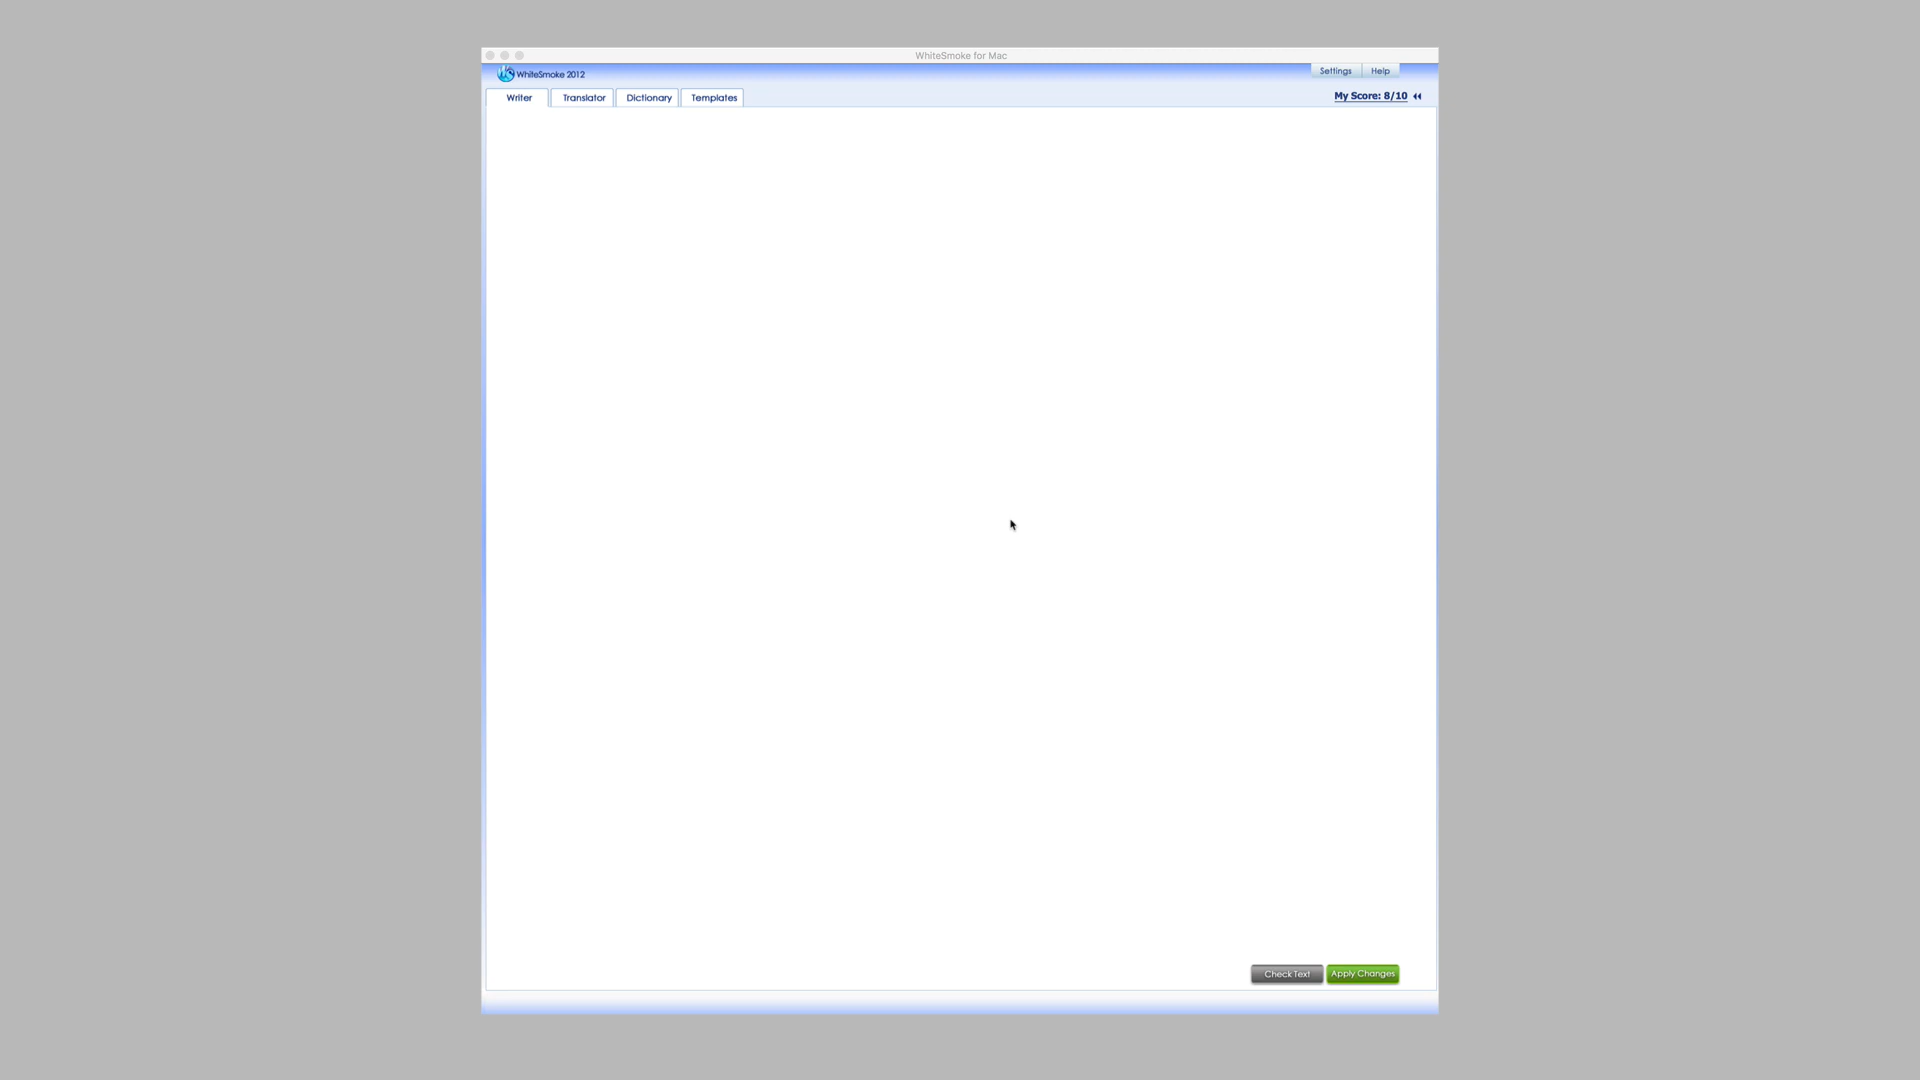 WhiteSmoke for Mac
WhiteSmoke 2012
Settings Help
Writer Translator Dictionary Templates
My Score: 8/10
Check Text Apply Changes